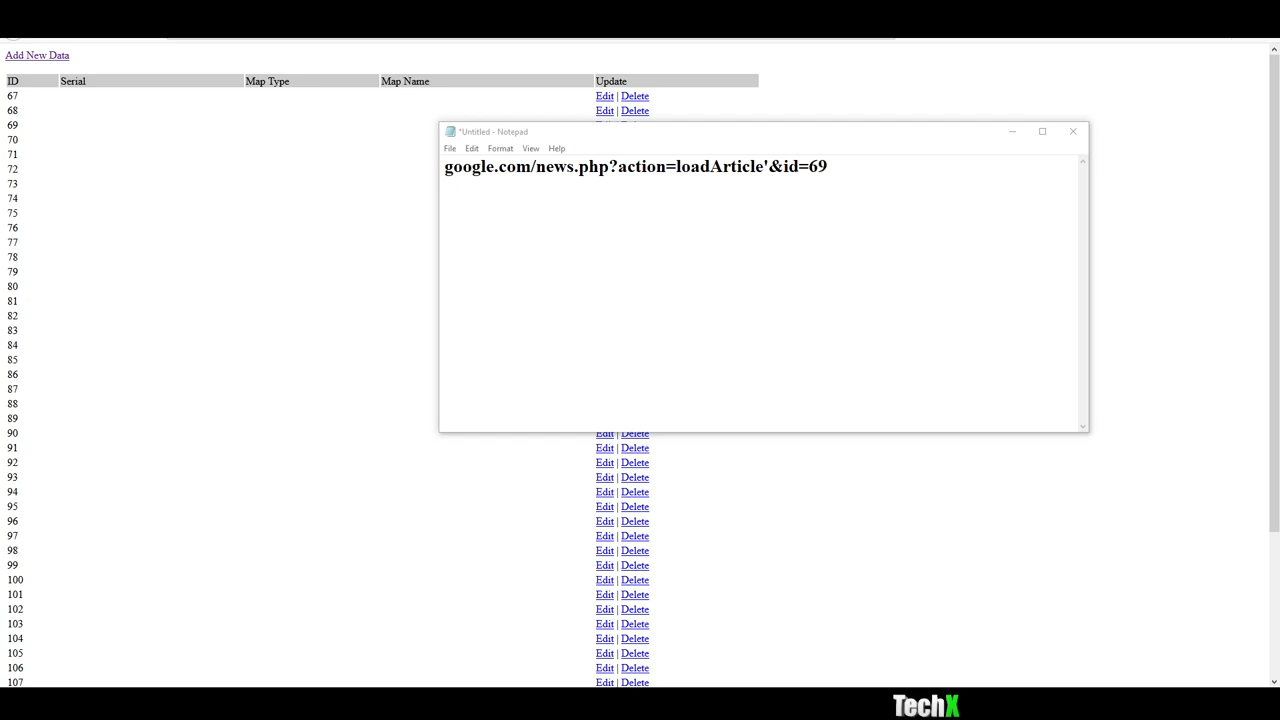 Add New Data
ID Serial Map Type Map Name Update
67 Edit | Delete
68 Edit | Delete
69
70
71
72
73
74
75
76
77
78
79
80
81
82
83
84
85
86
87
88
89
90 Edit | Delete
91 Edit | Delete
92 Edit | Delete
93 Edit | Delete
94 Edit | Delete
95 Edit | Delete
96 Edit | Delete
97 Edit | Delete
98 Edit | Delete
99 Edit | Delete
100 Edit | Delete
101 Edit | Delete
102 Edit | Delete
103 Edit | Delete
104 Edit | Delete
105 Edit | Delete
106 Edit | Delete
107 Edit | Delete
*Untitled - Notepad
File Edit Format View Help
google.com/news.php?action=loadArticle'&id=69
TechX